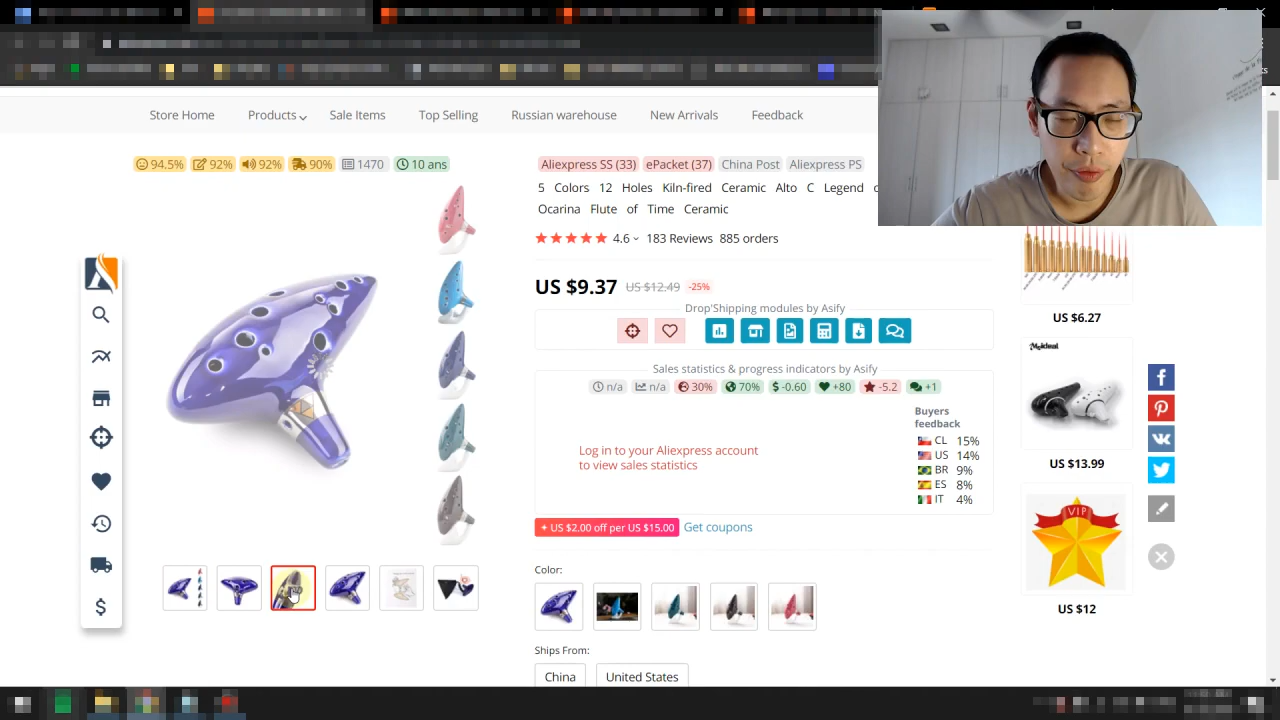 Store Home
Products
Sale Items
Top Selling
Russian warehouse
New Arrivals
Feedback
94.5%
92%
92%
90%
1470
10 ans
Aliexpress SS (33)
ePacket (37)
China Post
Aliexpress PS
5 Colors 12 Holes Kiln-fired Ceramic Alto C Legend
Ocarina Flute of Time Ceramic
4.6
183 Reviews
885 orders
US $9.37
US $12.49
-25%
Drop'Shipping modules by Asify
Sales statistics & progress indicators by Asify
n/a
n/a
30%
70%
-0.60
+80
-5.2
+1
Buyers
feedback
Log in to your Aliexpress account
to view sales statistics
CL 15%
US 14%
BR 9%
ES 8%
IT 4%
+ US $2.00 off per US $15.00
Get coupons
Color:
Ships From:
China
United States
US $6.27
US $13.99
VIP
US $12